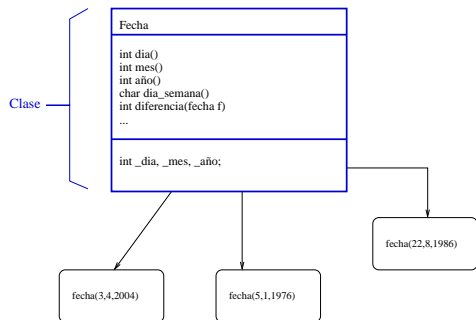 Fecha
int dia()
int mes()
int año()
char dia_semana()
int diferencia(fecha f)
...
Clase
int _dia, _mes, _año;
fecha(22,8,1986)
fecha(3,4,2004)
fecha(5,1,1976)